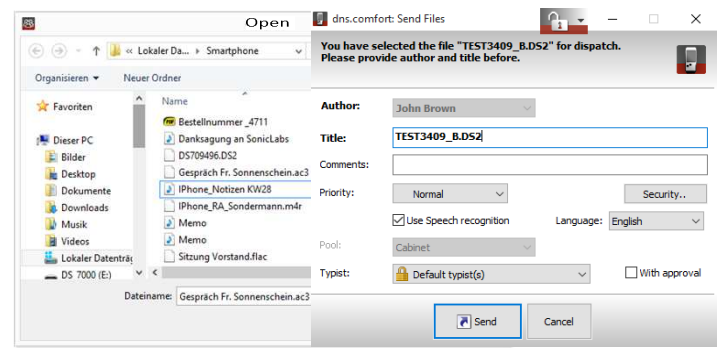 Open
« Lokaler Da... Smartphone
Organisieren
Neuer Ordner
Favoriten
Dieser PC
Bilder
Desktop
Dokumente
Downloads
Musik
Videos
Lokaler Datenträg
DS 7000 (E:)
Name
Bestellnummer _4711
Danksagung an SonicLabs
DS709496.DS2
Gespräch Fr. Sonnenschein.ac3
IPhone_Notizen KW28
IPhone_RA_Sondermann.m4r
Memo
Memo
Sitzung Vorstand.flac
Dateiname: Gespräch Fr. Sonnenschein.ac3
dns.comfort: Send Files
1
You have selected the file "TEST3409_B.DS2" for dispatch.
Please provide author and title before.
Author: John Brown
Title: TEST3409_B.DS2
Comments:
Priority: Normal Security..
Use Speech recognition Language: English
Pool: Cabinet
Typist: Default typist(s) With approval
Send Cancel